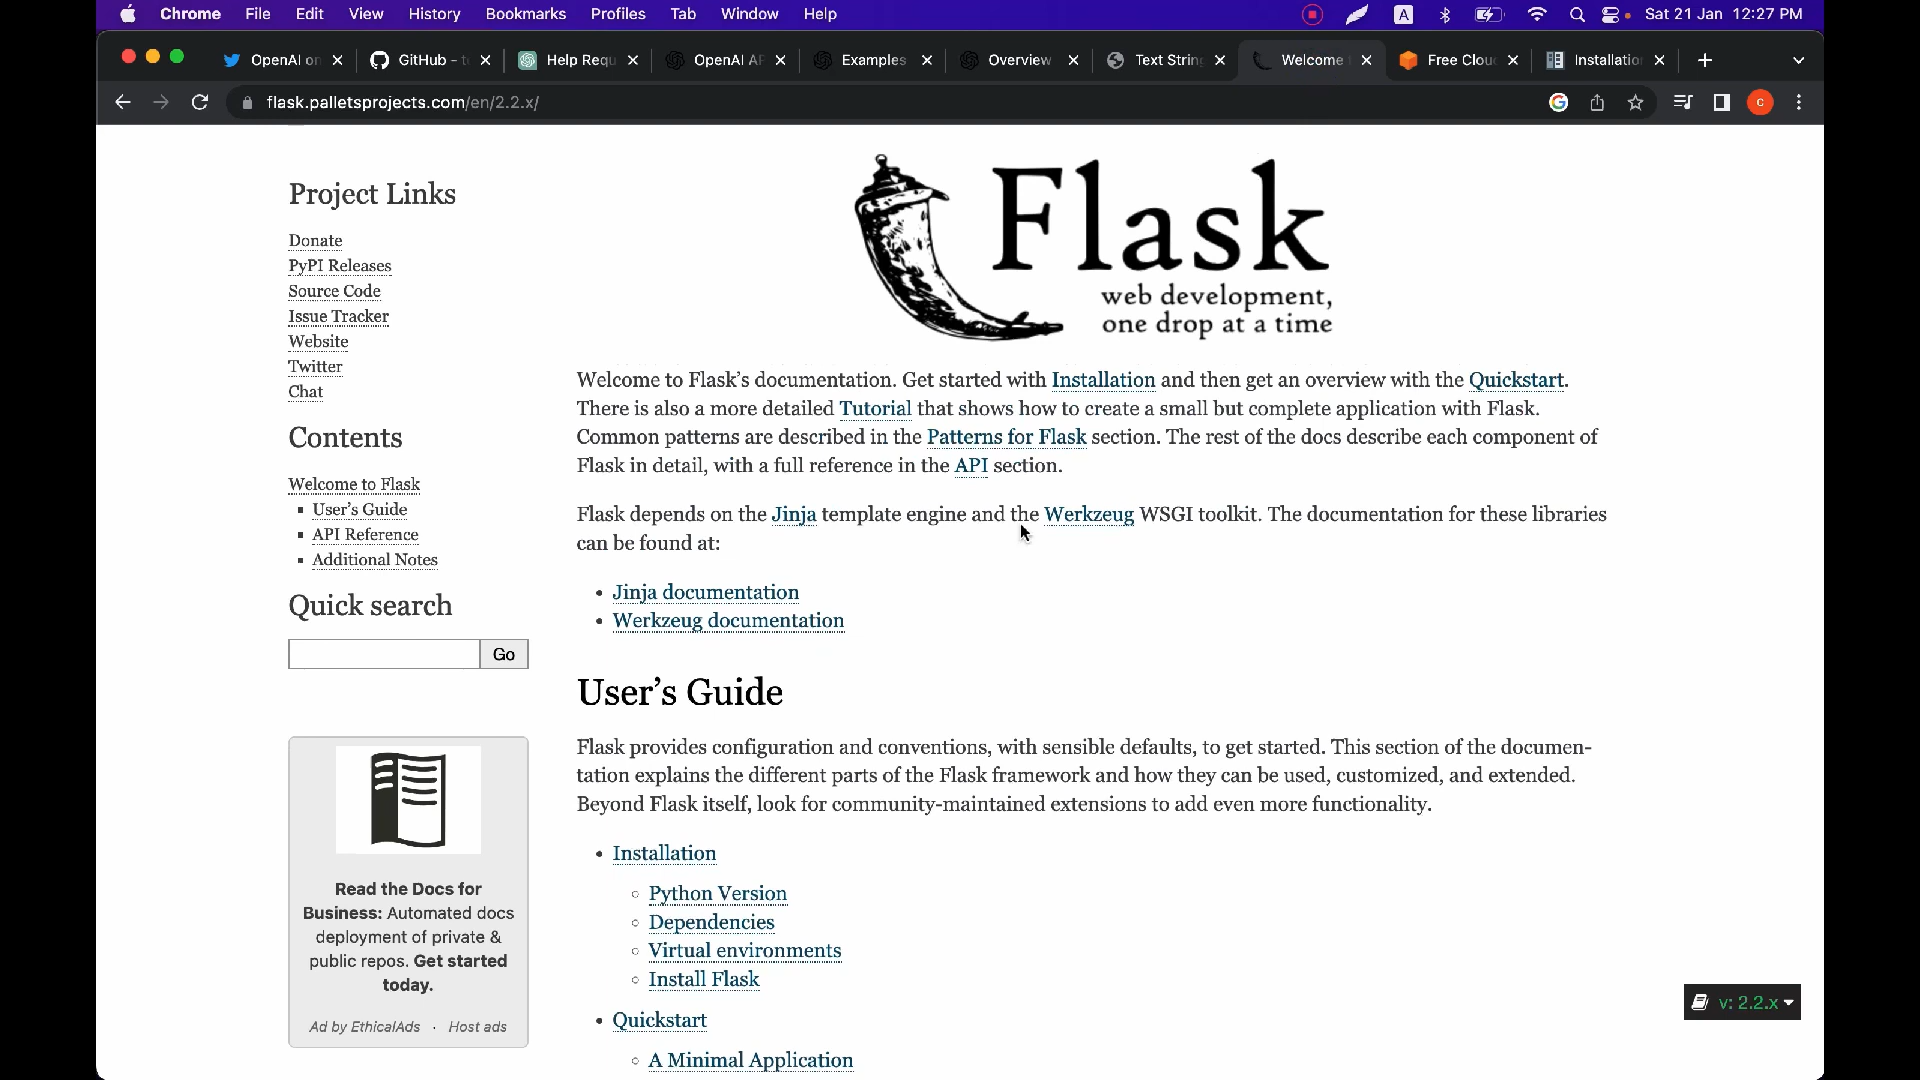 Chrome File Edit View History Bookmarks Profiles Tab Window Help A Sat 21 Jan 12:27 PM
OpenAI on GitHub - te Help Requ OpenAI AP Examples Overview Text String Welcome t Free Clou Installatio
flask.palletsprojects.com/en/2.2.x/ C
Project Links
Donate
PyPI Releases
Source Code
Issue Tracker
Website
Twitter
Chat
Contents
Welcome to Flask
User’s Guide
API Reference
Additional Notes
Quick search
Go
Read the Docs for
Business: Automated docs
deployment of private &
public repos. Get started
today.
Ad by EthicalAds · Host ads
Flask
web development,
one drop at a time
Welcome to Flask’s documentation. Get started with Installation and then get an overview with the Quickstart.
There is also a more detailed Tutorial that shows how to create a small but complete application with Flask.
Common patterns are described in the Patterns for Flask section. The rest of the docs describe each component of
Flask in detail, with a full reference in the API section.
Flask depends on the Jinja template engine and the Werkzeug WSGI toolkit. The documentation for these libraries
can be found at:
Jinja documentation
Werkzeug documentation
User’s Guide
Flask provides configuration and conventions, with sensible defaults, to get started. This section of the documen-
tation explains the different parts of the Flask framework and how they can be used, customized, and extended.
Beyond Flask itself, look for community-maintained extensions to add even more functionality.
Installation
Python Version
Dependencies
Virtual environments
Install Flask
Quickstart
A Minimal Application
v: 2.2.x